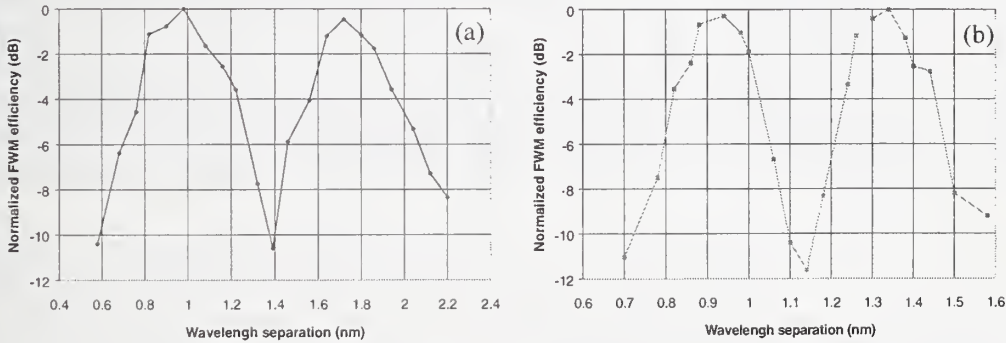 (a)
Normalized FWM efficiency (dB)
0
-2
-4
-6
-8
-10
-12
0.4 0.6 0.8 1 1.2 1.4 1.6 1.8 2 2.2 2.4
Wavelengh separation (nm)
(b)
Normalized FWM efficiency (dB)
0
-2
-4
-6
-8
-10
-12
0.6 0.7 0.8 0.9 1 1.1 1.2 1.3 1.4 1.5 1.6
Wavelengh separation (nm)